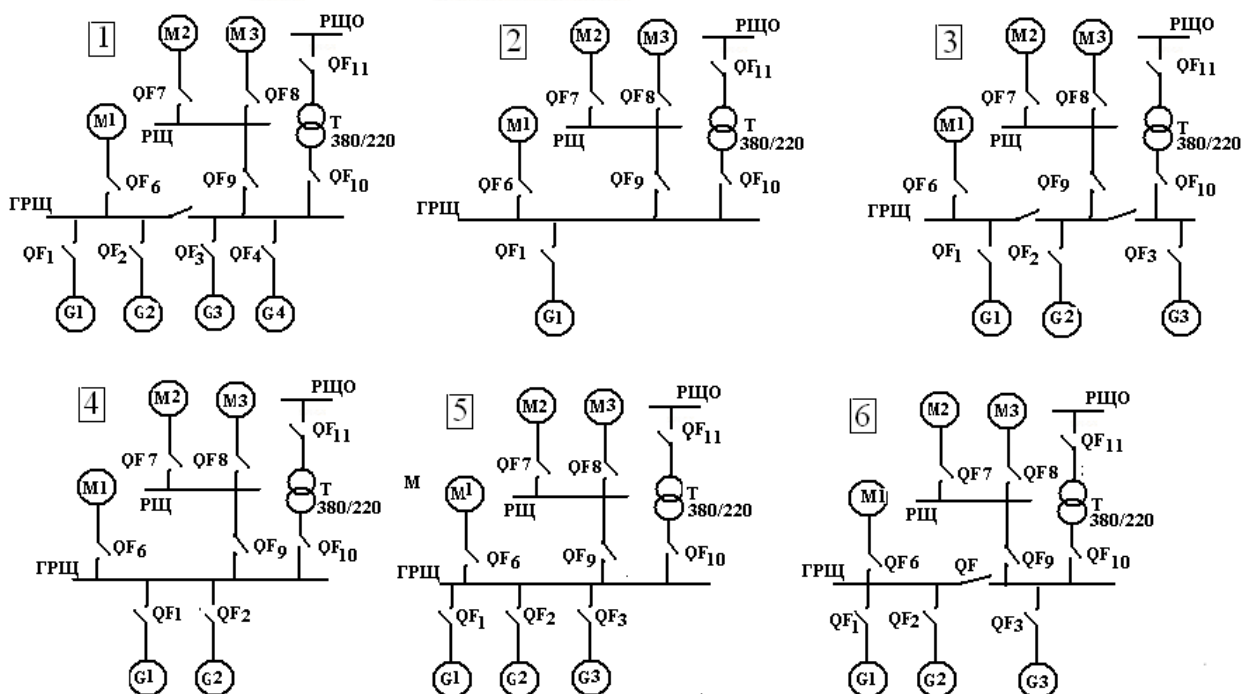 1 M2 M3 РЩО
QF11
QF7 QF8
M1 РЩ T
380/220
QF6 QF9 QF10
ГРЩ
QF1 QF2 QF3 QF4
G1 G2 G3 G4
2 M2 M3 РЩО
QF11
QF7 QF8
M1 РЩ T
380/220
QF6 QF9 QF10
ГРЩ
QF1
G1
3 M2 M3 РЩО
QF11
QF7 QF8
M1 РЩ T
380/220
QF6 QF9 QF10
ГРЩ
QF1 QF2 QF3
G1 G2 G3
4 M2 M3 РЩО
QF11
QF7 QF8
M1 РЩ T
380/220
QF6 QF9 QF10
ГРЩ
QF1 QF2
G1 G2
5 M2 M3 РЩО
QF11
QF7 QF8
М M1 РЩ T
380/220
QF6 QF9 QF10
ГРЩ
QF1 QF2 QF3
G1 G2 G3
6 M2 M3 РЩО
QF11
QF7 QF8
M1 РЩ T
380/220
QF6 QF QF9 QF10
ГРЩ
QF1 QF2 QF3
G1 G2 G3